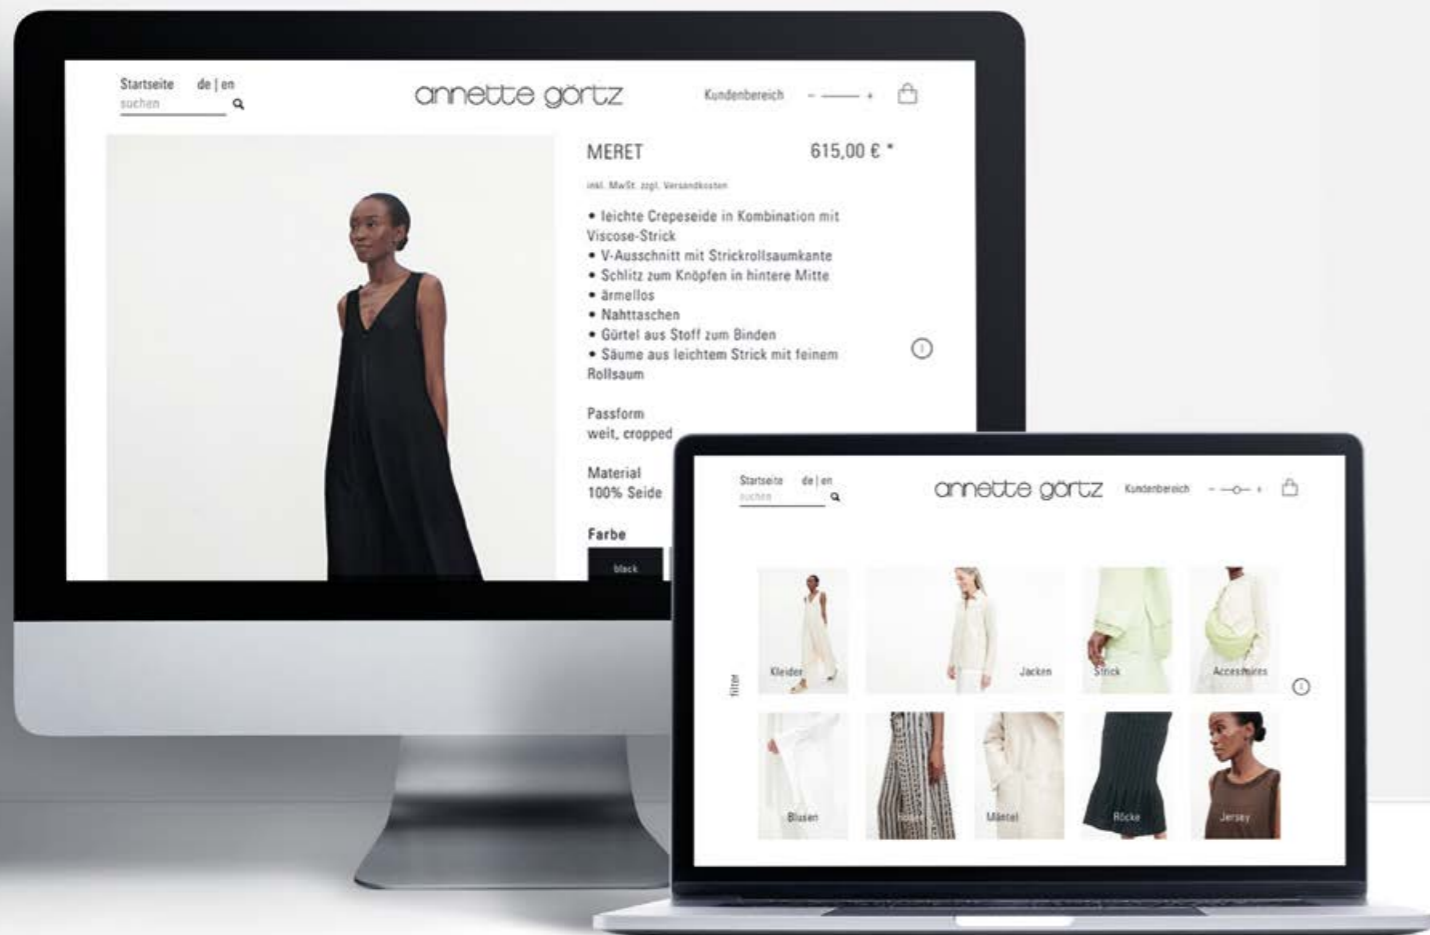 Startseite de | en
suchen
annette görtz
Kundenbereich
MERET 615,00 € *
inkl. MwSt. zzgl. Versandkosten
• leichte Crepeseide in Kombination mit
Viscose-Strick
• V-Ausschnitt mit Strickrollsaumkante
• Schlitz zum Knöpfen in hintere Mitte
• ärmellos
• Nahttaschen
• Gürtel aus Stoff zum Binden
• Säume aus leichtem Strick mit feinem
Rollsaum
Passform
weit, cropped
Material
100% Seide
Farbe
black
Startseite de | en
suchen
annette görtz
Kundenbereich
filter
Kleider
Jacken
Strick
Accessoires
Blusen
Hosen
Mäntel
Röcke
Jersey